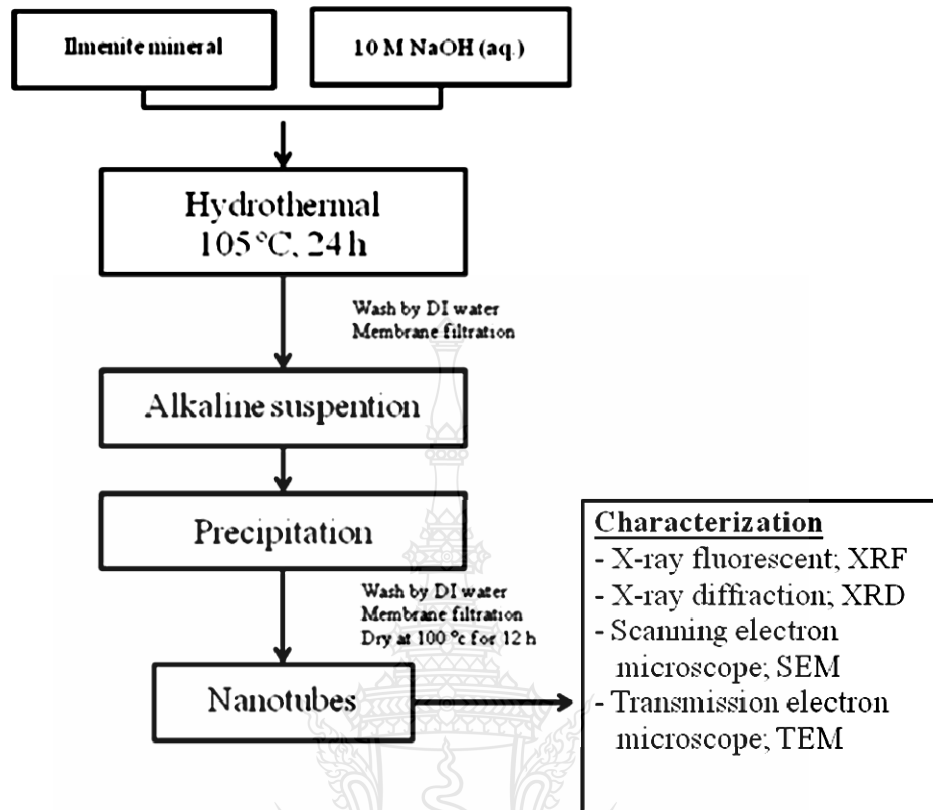 Ilmenite mineral
10 M NaOH (aq.)
Hydrothermal
105 °C, 24 h
Wash by DI water
Membrane filtration
Alkaline suspention
Precipitation
Wash by DI water
Membrane filtration
Dry at 100 °c for 12 h
Nanotubes
Characterization
- X-ray fluorescent; XRF
- X-ray diffraction; XRD
- Scanning electron
microscope; SEM
- Transmission electron
microscope; TEM